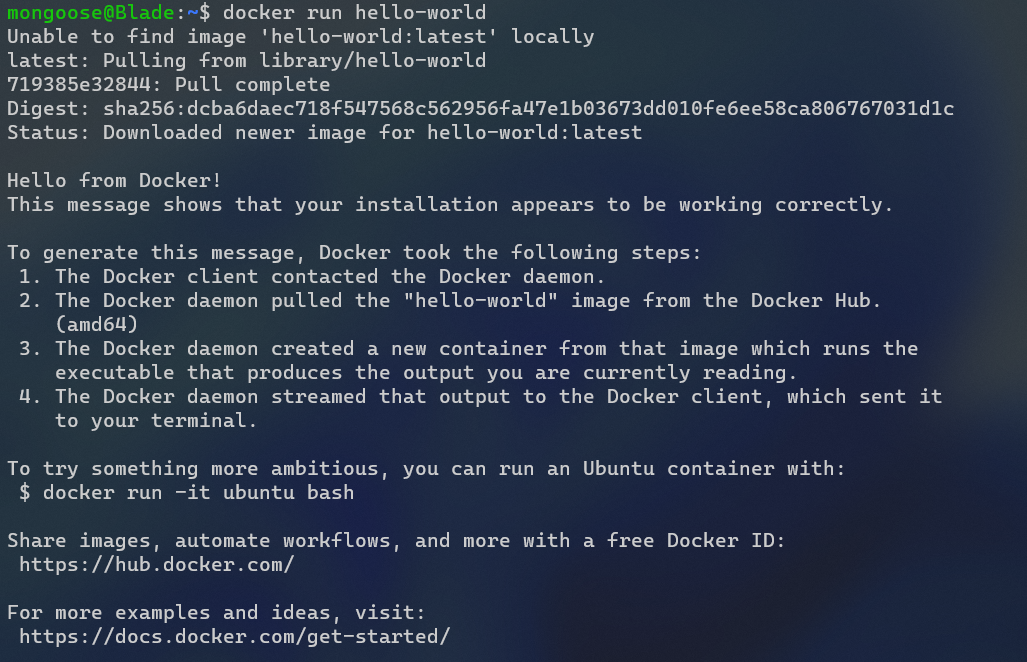 mongoose@Blade:~$ docker run hello-world
Unable to find image 'hello-world:latest' locally
latest: Pulling from library/hello-world
719385e32844: Pull complete
Digest: sha256:dcba6daec718f547568c562956fa47e1b03673dd010fe6ee58ca806767031d1c
Status: Downloaded newer image for hello-world:latest

Hello from Docker!
This message shows that your installation appears to be working correctly.

To generate this message, Docker took the following steps:
 1. The Docker client contacted the Docker daemon.
 2. The Docker daemon pulled the "hello-world" image from the Docker Hub.
    (amd64)
 3. The Docker daemon created a new container from that image which runs the
    executable that produces the output you are currently reading.
 4. The Docker daemon streamed that output to the Docker client, which sent it
    to your terminal.

To try something more ambitious, you can run an Ubuntu container with:
 $ docker run -it ubuntu bash

Share images, automate workflows, and more with a free Docker ID:
 https://hub.docker.com/

For more examples and ideas, visit:
 https://docs.docker.com/get-started/